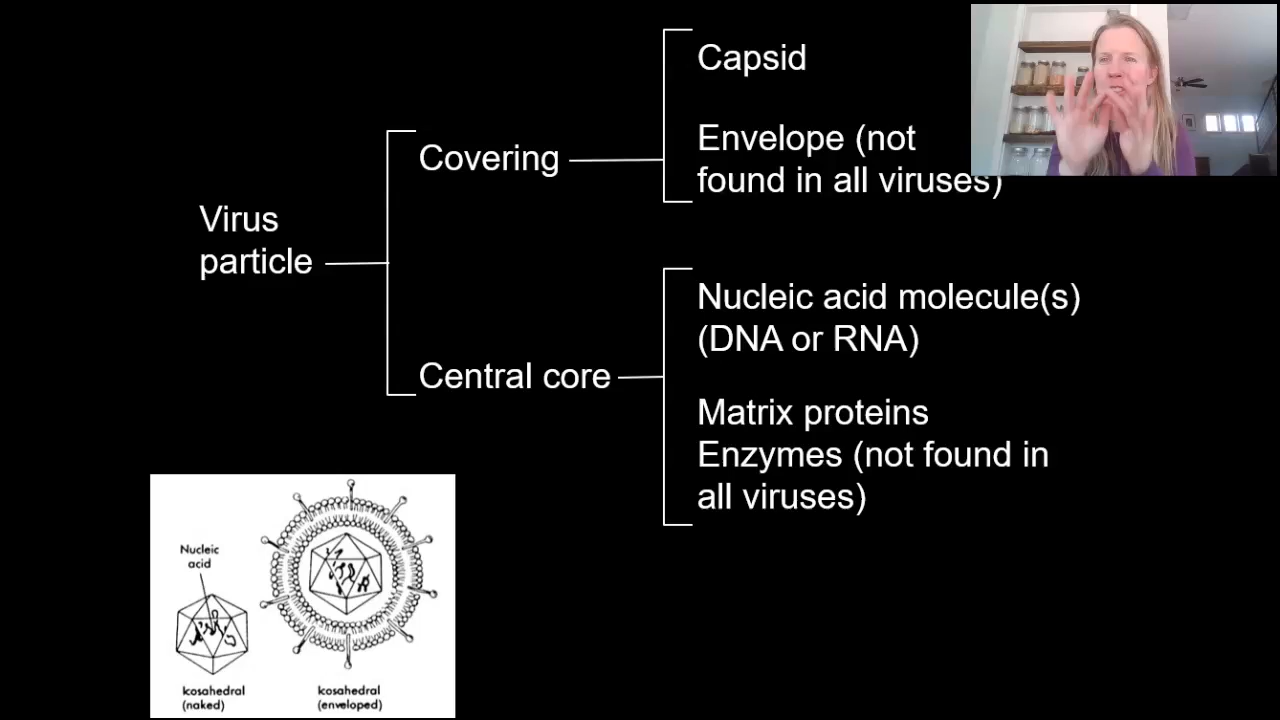 Capsid
Envelope (not
found in all viruses)
Covering
Virus
particle
Nucleic acid molecule(s)
(DNA or RNA)
Central core
Matrix proteins
Enzymes (not found in
all viruses)
Nucleic
acid
Icosahedral
(naked)
Icosahedral
(enveloped)